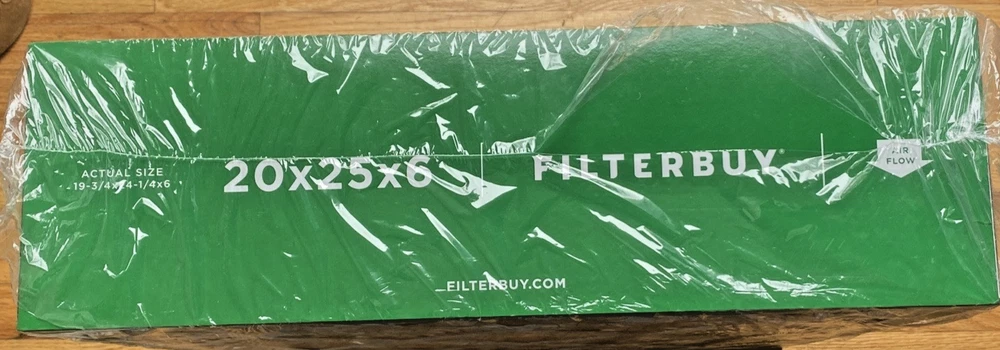 ACTUAL SIZE
19-3/4x24-1/4x6
20x25x6
FILTERBUY
AIR
FLOW
FILTERBUY.COM